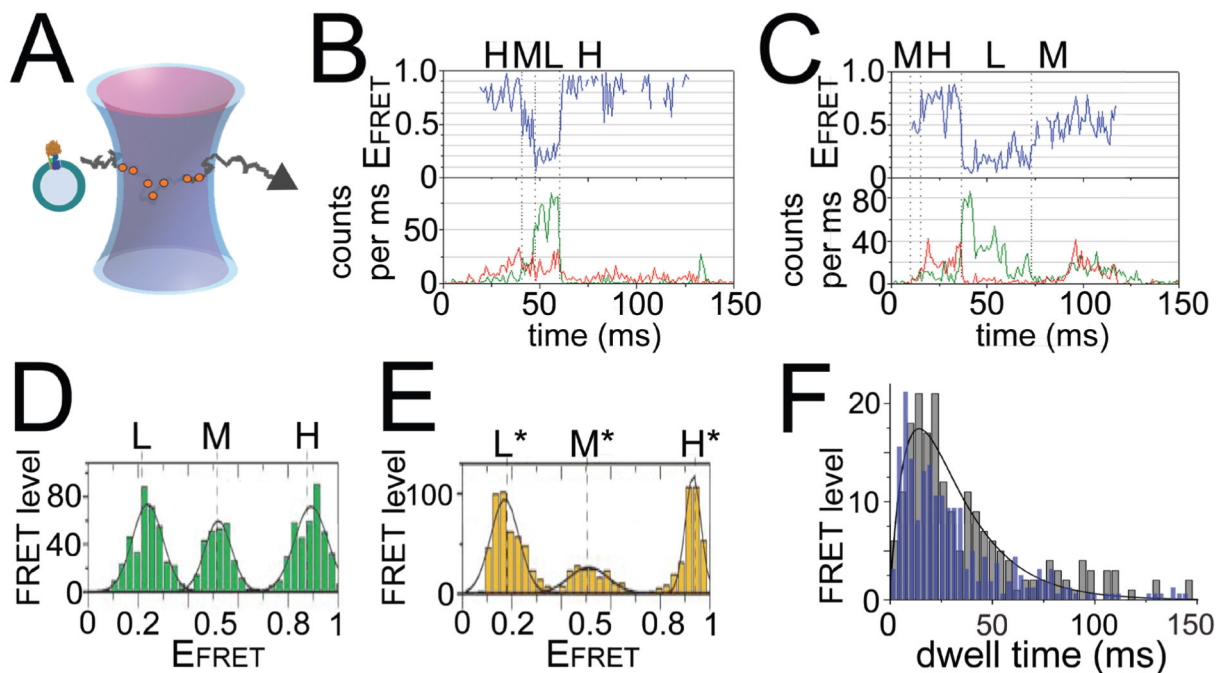 A
B
H M L H
1.0
0.5
0
EFRET
50
0
counts
per ms
0 50 100 150
time (ms)
C
M H L M
1.0
0.5
0
EFRET
80
40
0
counts
per ms
0 50 100 150
time (ms)
D
L M H
80
40
0
FRET level
0 0.2 0.5 0.8 1
EFRET
E
L* M* H*
100
0
FRET level
0 0.2 0.5 0.8 1
EFRET
F
20
10
0
FRET level
0 50 100 150
dwell time (ms)